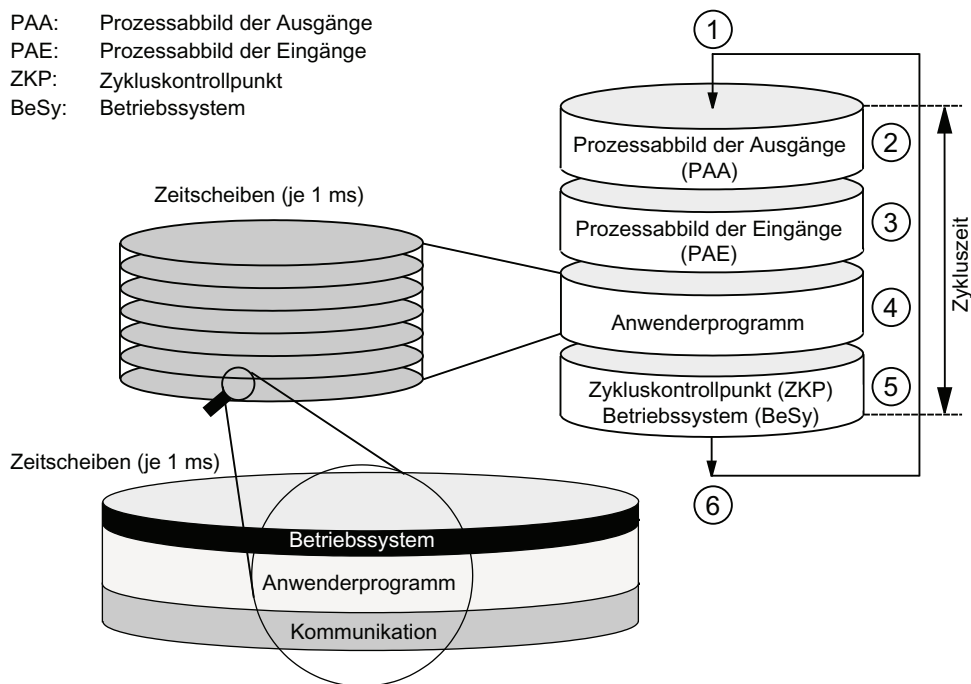 PAA: Prozessabbild der Ausgänge
PAE: Prozessabbild der Eingänge
ZKP: Zykluskontrollpunkt
BeSy: Betriebssystem
1
Prozessabbild der Ausgänge
(PAA)
2
Zeitscheiben (je 1 ms)
Prozessabbild der Eingänge
(PAE)
3
Zykluszeit
Anwenderprogramm
4
Zykluskontrollpunkt (ZKP)
Betriebssystem (BeSy)
5
Zeitscheiben (je 1 ms)
6
Betriebssystem
Anwenderprogramm
Kommunikation